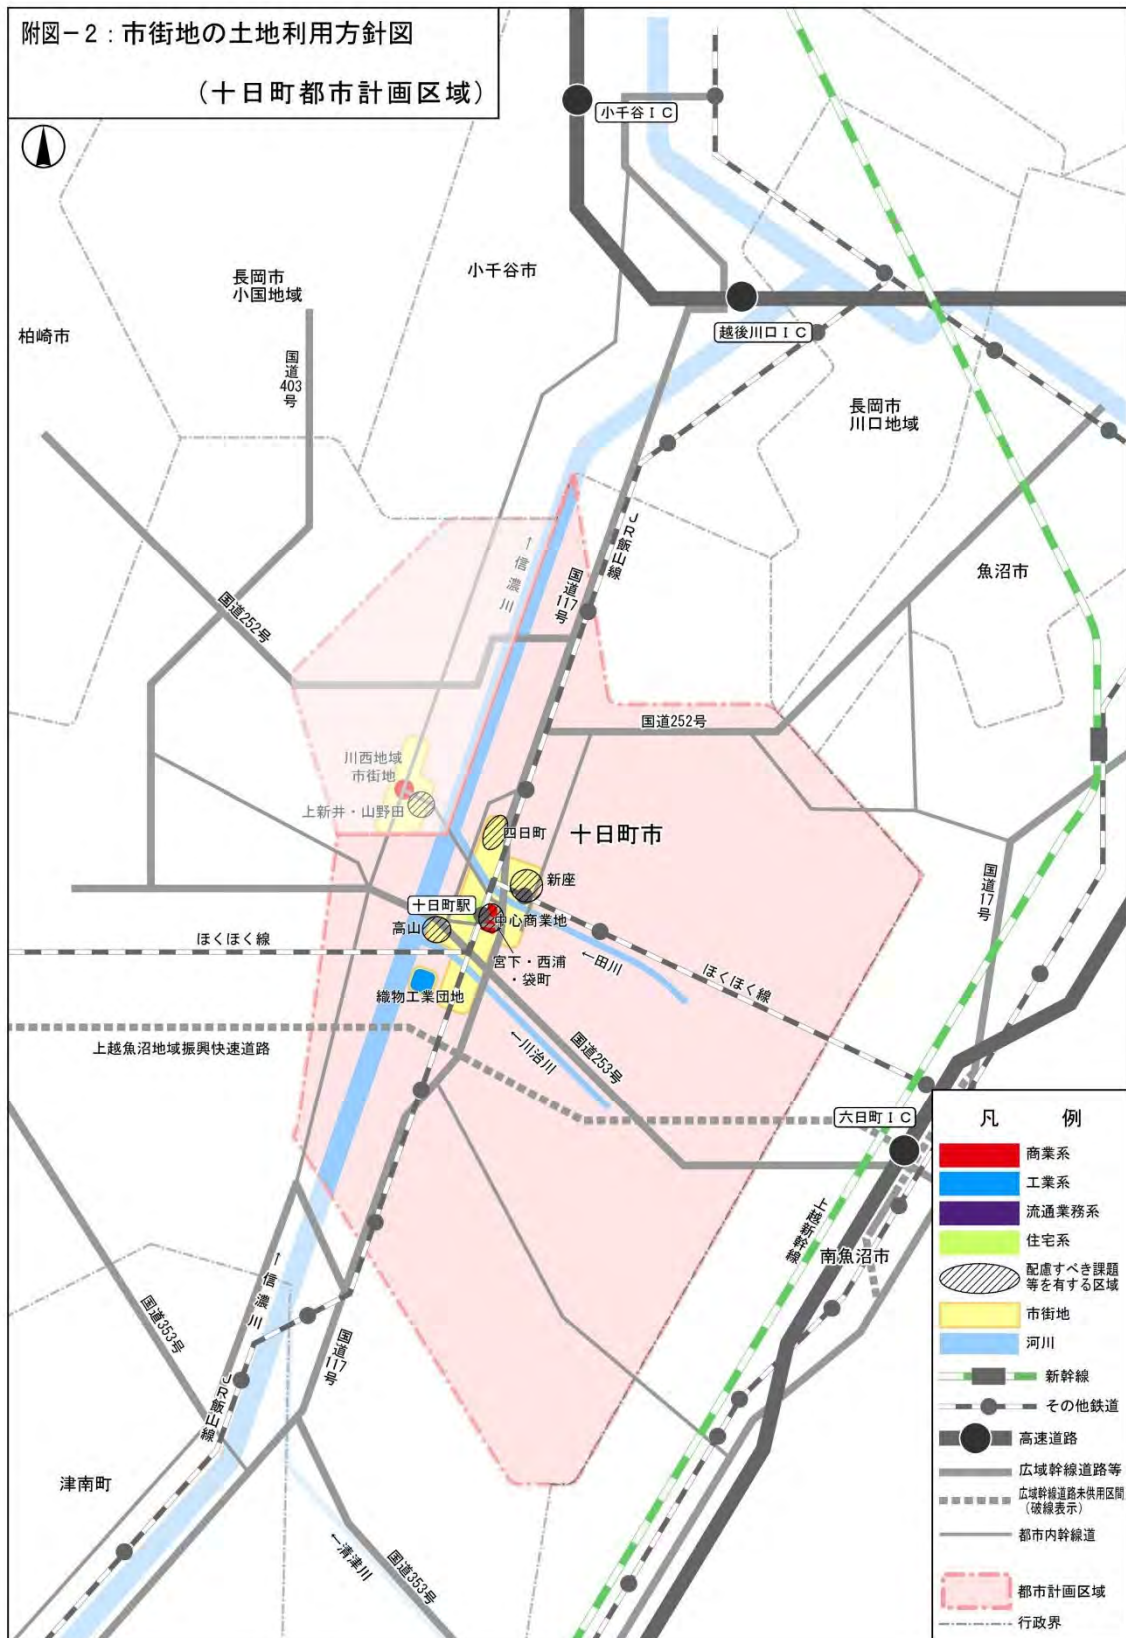 附図－2：市街地の土地利用方針図
（十日町都市計画区域）
小千谷ＩＣ
小千谷市
長岡市
小国地域
柏崎市
国道403号
越後川口ＩＣ
長岡市
川口地域
ＪＲ飯山線
←信濃川
国道117号
魚沼市
国道252号
国道252号
川西地域
市街地
上新井・山野田
四日町
十日町市
新座
国道17号
十日町駅
中心商業地
高山
ほくほく線
宮下・西浦
・袋町
←田川
ほくほく線
織物工業団地
上越魚沼地域振興快速道路
←川治川
国道253号
六日町ＩＣ
上越新幹線
南魚沼市
←信濃川
国道353号
国道117号
ＪＲ飯山線
津南町
←清津川
国道353号
凡例
商業系
工業系
流通業務系
住宅系
配慮すべき課題
等を有する区域
市街地
河川
新幹線
その他鉄道
高速道路
広域幹線道路等
広域幹線道路未供用区間
（破線表示）
都市内幹線道
都市計画区域
行政界